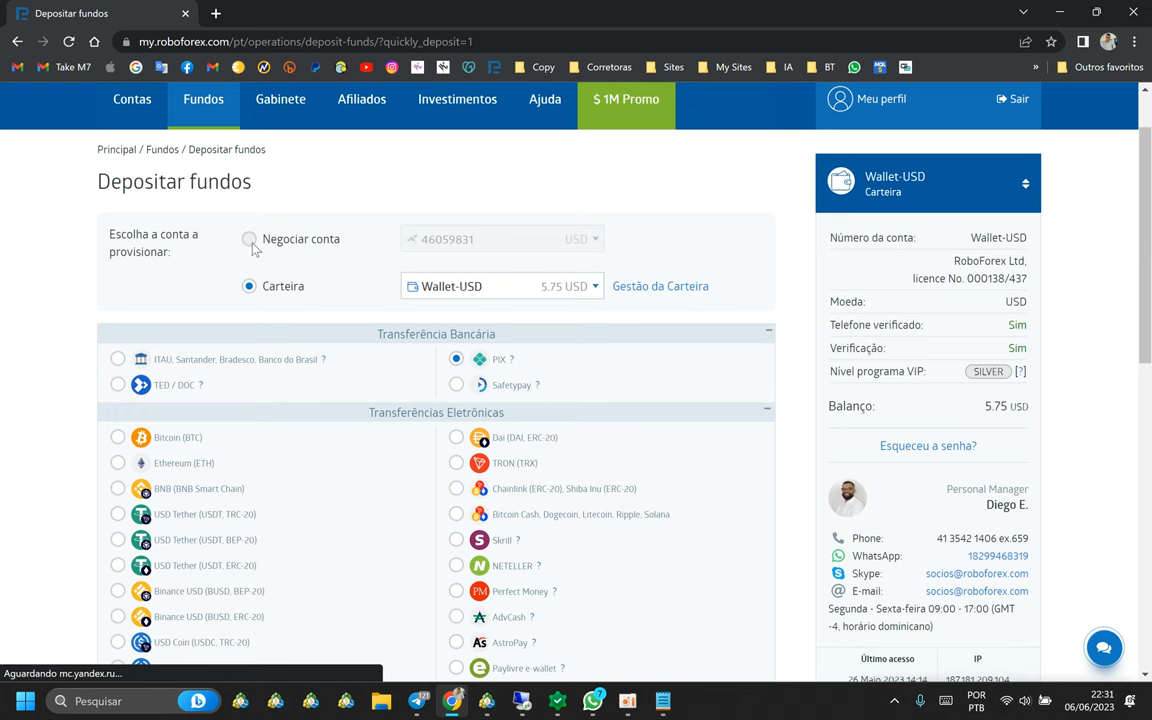 Depositar fundos
my.roboforex.com/pt/operations/deposit-funds/?quickly_deposit=1
Take M7
Copy
Corretoras
Sites
My Sites
IA
BT
»
Outros favoritos
Contas
Fundos
Gabinete
Afiliados
Investimentos
Ajuda
$ 1M Promo
Meu perfil
Sair
Principal / Fundos / Depositar fundos
Depositar fundos
Escolha a conta a
provisionar:
Negociar conta
46059831 USD
Carteira
Wallet-USD 5.75 USD
Gestão da Carteira
Transferência Bancária
ITAU, Santander, Bradesco, Banco do Brasil ?
PIX ?
TED / DOC ?
Safetypay ?
Transferências Eletrônicas
Bitcoin (BTC)
Dai (DAI, ERC-20)
Ethereum (ETH)
TRON (TRX)
BNB (BNB Smart Chain)
Chainlink (ERC-20), Shiba Inu (ERC-20)
USD Tether (USDT, TRC-20)
Bitcoin Cash, Dogecoin, Litecoin, Ripple, Solana
USD Tether (USDT, BEP-20)
Skrill ?
USD Tether (USDT, ERC-20)
NETELLER ?
Binance USD (BUSD, BEP-20)
Perfect Money ?
Binance USD (BUSD, ERC-20)
AdvCash ?
USD Coin (USDC, TRC-20)
AstroPay ?
Paylivre e-wallet ?
Wallet-USD
Carteira
Número da conta: Wallet-USD
RoboForex Ltd,
licence No. 000138/437
Moeda: USD
Telefone verificado: Sim
Verificação: Sim
Nível programa VIP: SILVER [?]
Balanço: 5.75 USD
Esqueceu a senha?
Personal Manager
Diego E.
Phone: 41 3542 1406 ex.659
WhatsApp: 18299468319
Skype: socios@roboforex.com
E-mail: socios@roboforex.com
Segunda - Sexta-feira 09:00 - 17:00 (GMT
-4, horário dominicano)
Último acesso IP
26 Mave 2023 14:14 187.181.209.104
Aguardando mc.yandex.ru...
Pesquisar
121
7
POR
PTB
22:31
06/06/2023